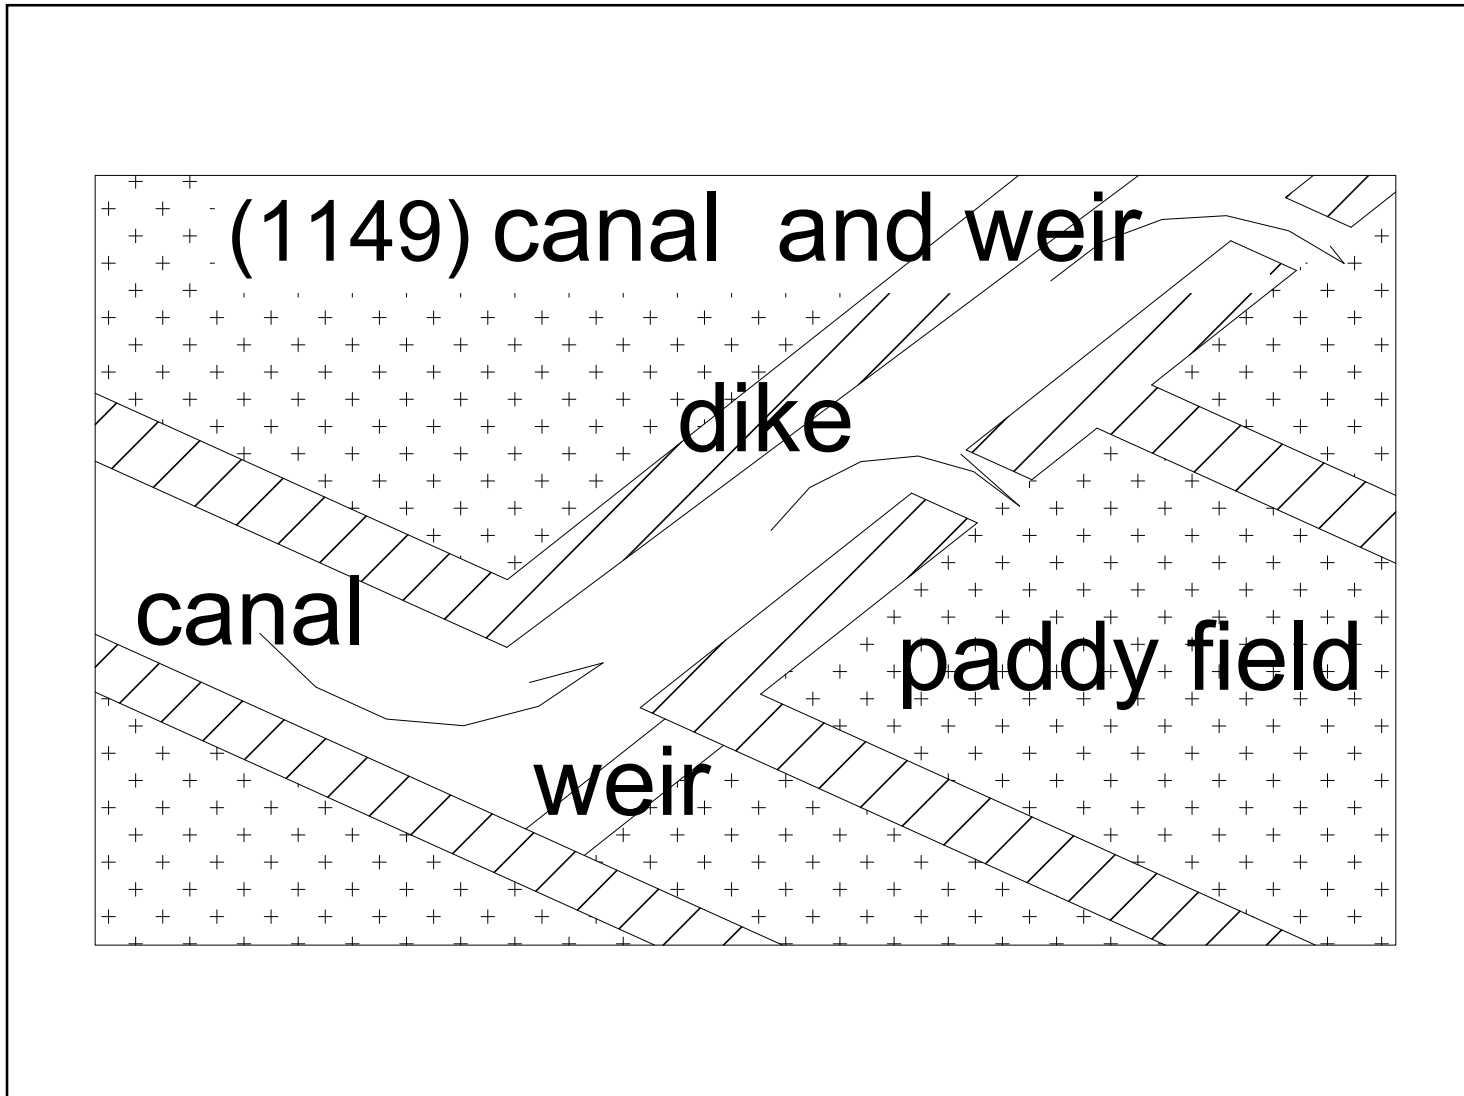 (1149) canal and weir
dike
canal
paddy field
weir